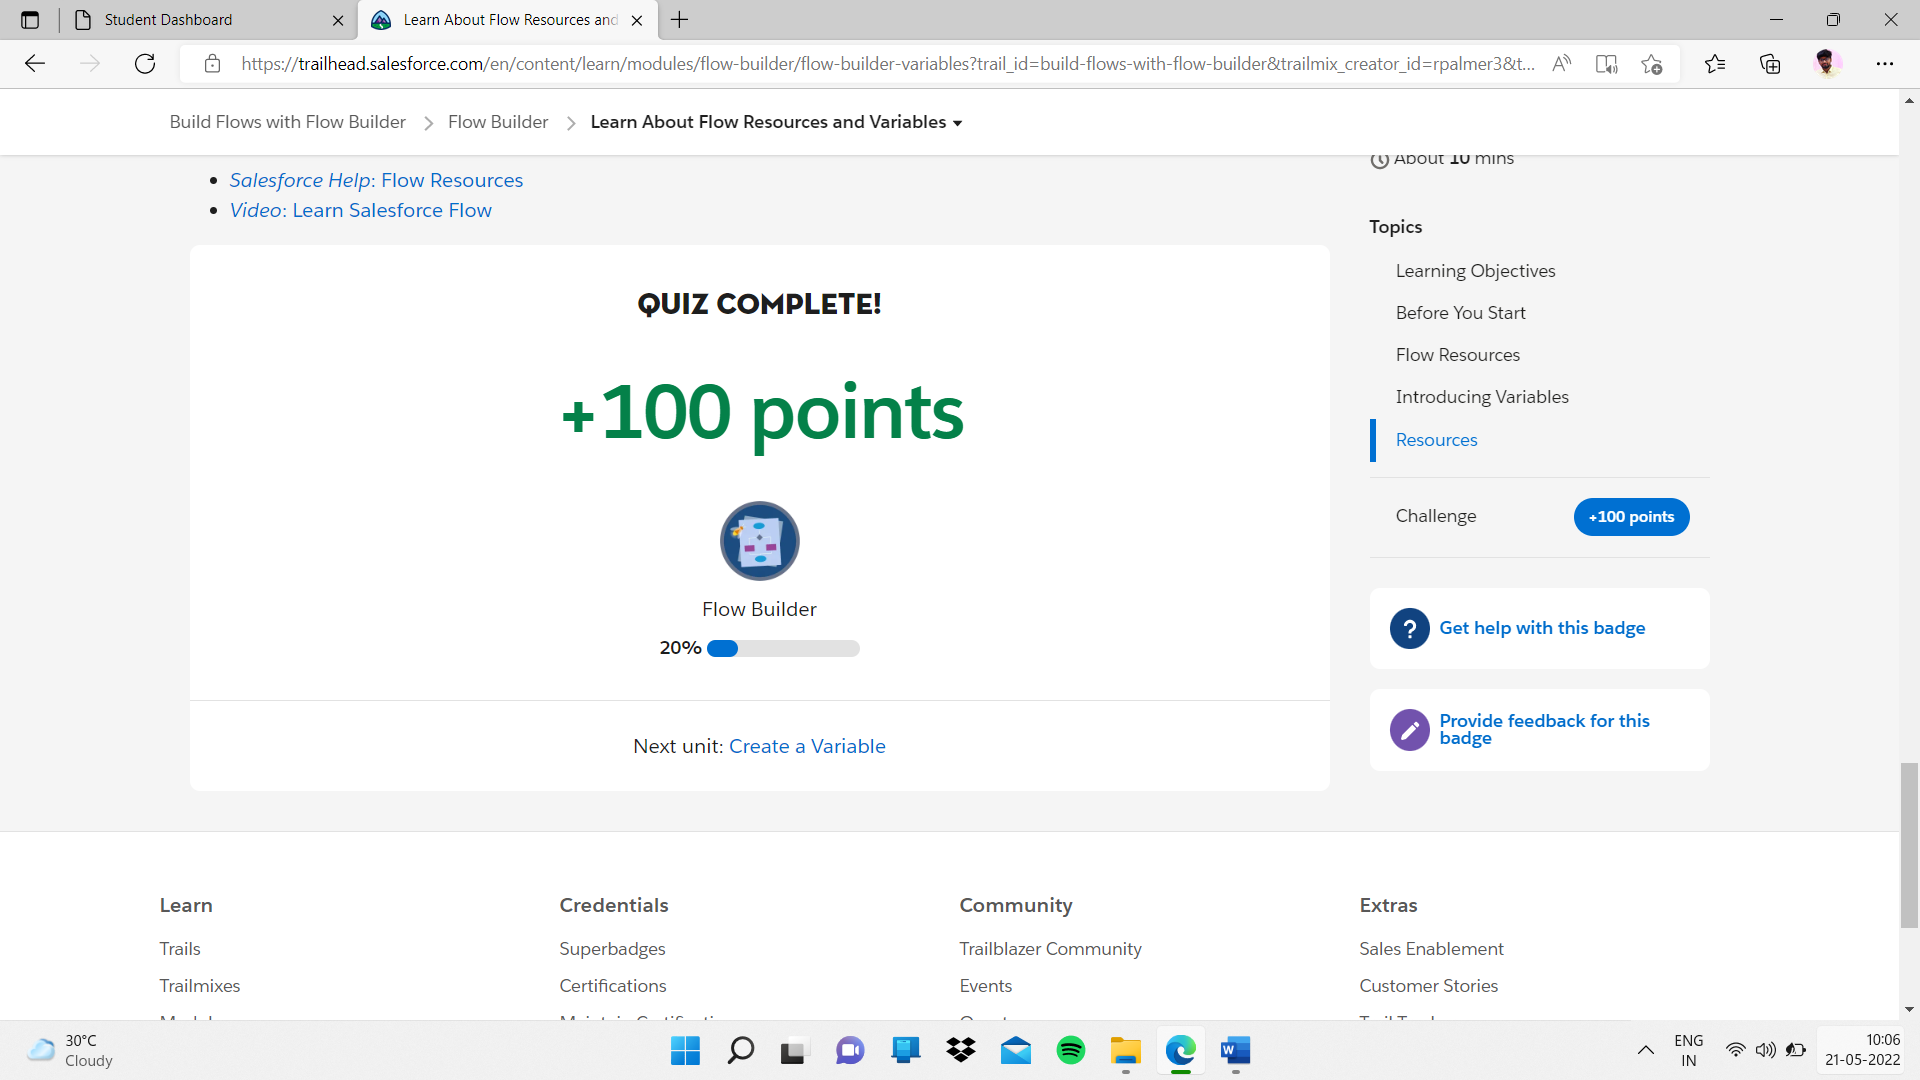 Student Dashboard
Learn About Flow Resources and
https://trailhead.salesforce.com/en/content/learn/modules/flow-builder/flow-builder-variables?trail_id=build-flows-with-flow-builder&trailmix_creator_id=rpalmer3&t...
Build Flows with Flow Builder
Flow Builder
Learn About Flow Resources and Variables
Salesforce Help: Flow Resources
Video: Learn Salesforce Flow
QUIZ COMPLETE!
+100 points
Flow Builder
20%
Next unit: Create a Variable
About 10 mins
Topics
Learning Objectives
Before You Start
Flow Resources
Introducing Variables
Resources
Challenge
+100 points
Get help with this badge
Provide feedback for this
badge
Learn
Trails
Trailmixes
Credentials
Superbadges
Certifications
Community
Trailblazer Community
Events
Extras
Sales Enablement
Customer Stories
30°C
Cloudy
ENG
IN
10:06
21-05-2022